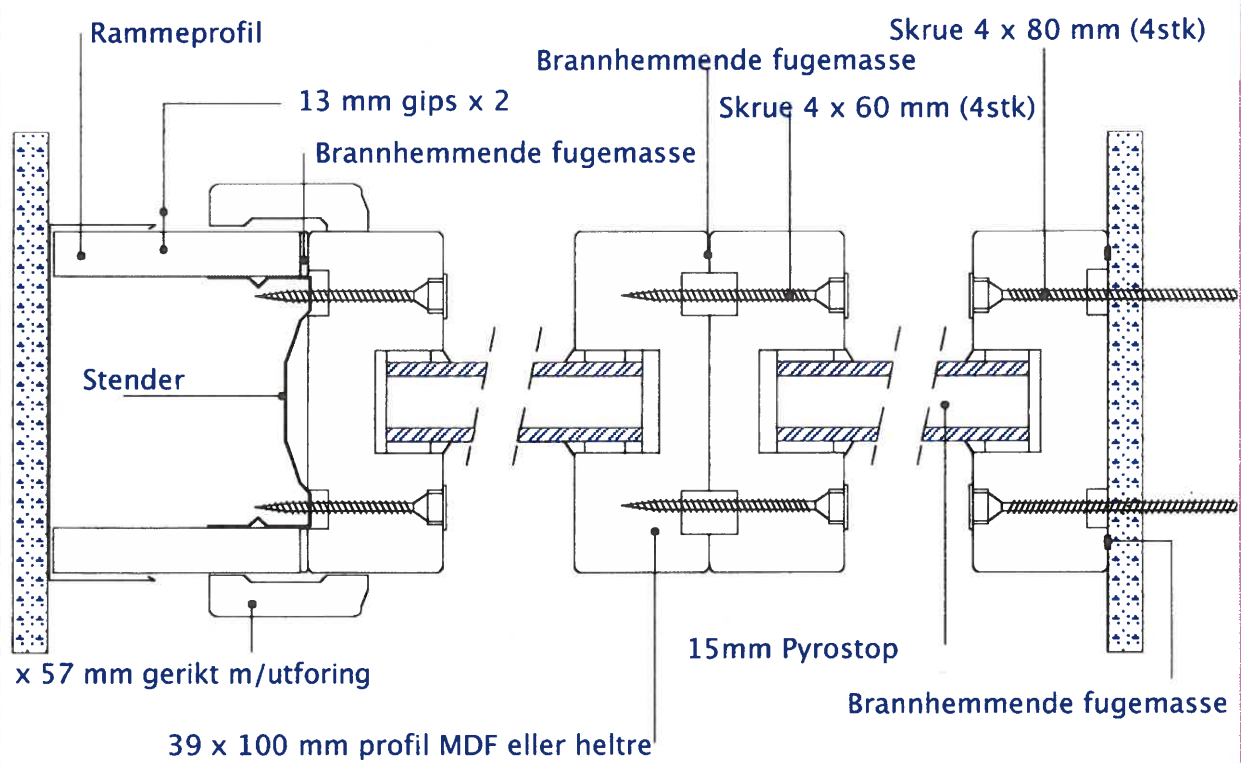 Rammeprofil
Skrue 4 x 80 mm (4stk)
Brannhemmende fugemasse
13 mm gips x 2
Skrue 4 x 60 mm (4stk)
Brannhemmende fugemasse
Stender
15mm Pyrostop
x 57 mm gerikt m/utforing
Brannhemmende fugemasse
39 x 100 mm profil MDF eller heltre